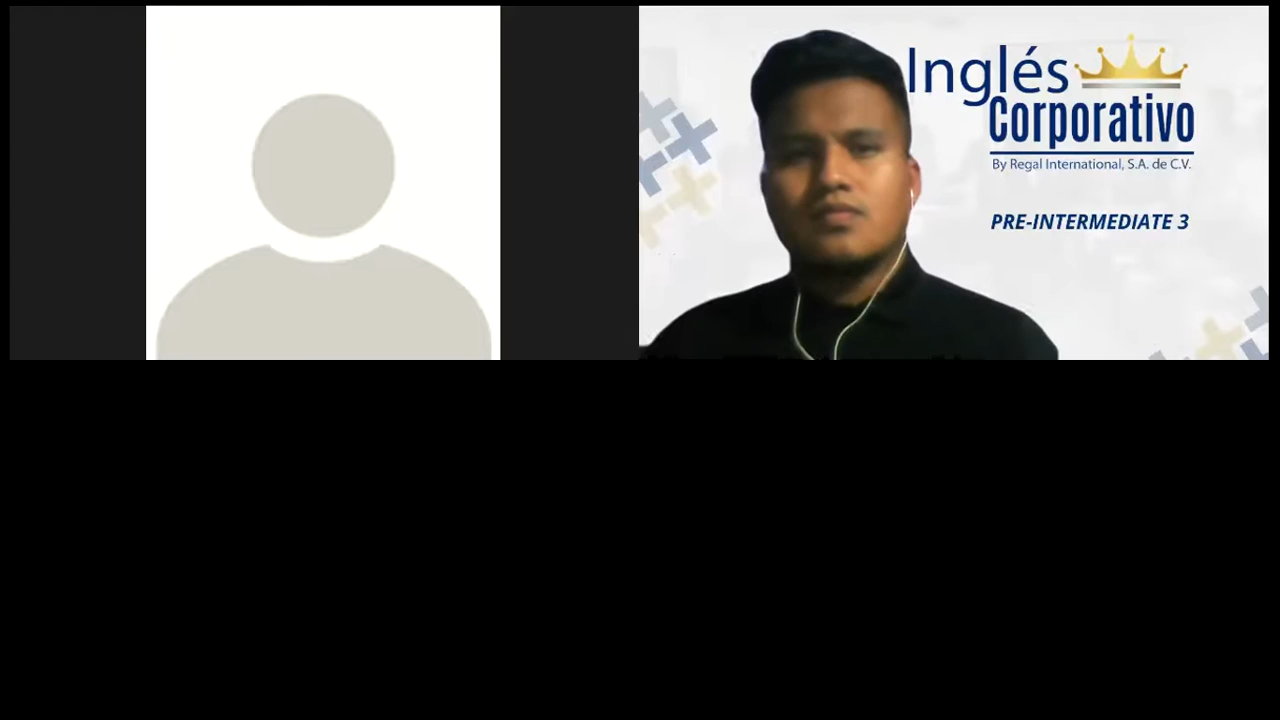 Inglés
Corporativo
By Regal International, S.A. de C.V.
PRE-INTERMEDIATE 3